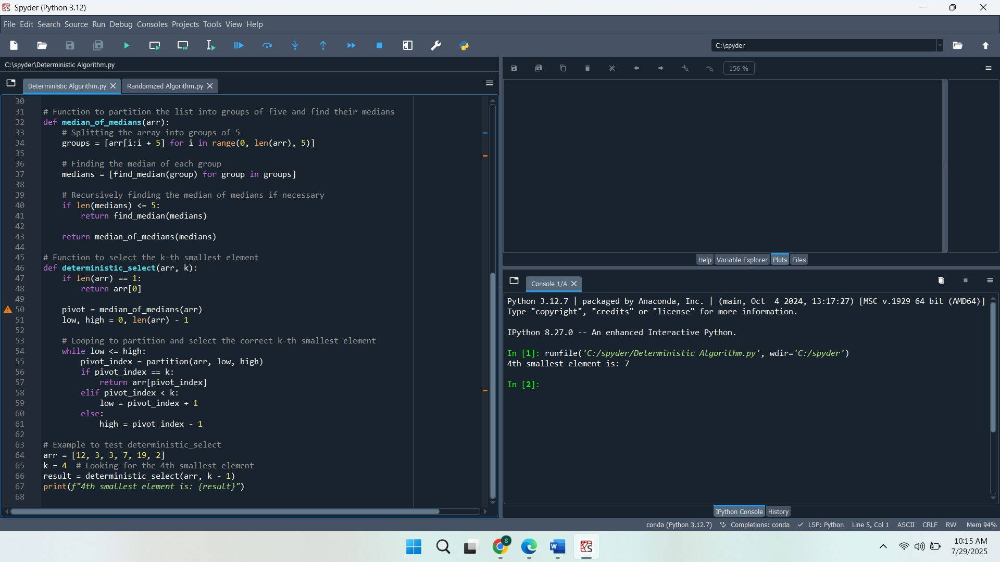 Spyder (Python 3.12)
File Edit Search Source Run Debug Consoles Projects Tools View Help
C:\spyder
C:\spyder\Deterministic Algorithm.py
156 %
Deterministic Algorithm.py
Randomized Algorithm.py
30
31 # Function to partition the list into groups of five and find their medians
32 def median_of_medians(arr):
33     # Splitting the array into groups of 5
34     groups = [arr[i:i + 5] for i in range(0, len(arr), 5)]
35
36     # Finding the median of each group
37     medians = [find_median(group) for group in groups]
38
39     # Recursively finding the median of medians if necessary
40     if len(medians) <= 5:
41         return find_median(medians)
42
43     return median_of_medians(medians)
44
45 # Function to select the k-th smallest element
46 def deterministic_select(arr, k):
47     if len(arr) == 1:
48         return arr[0]
49
50     pivot = median_of_medians(arr)
51     low, high = 0, len(arr) - 1
52
53     # Looping to partition and select the correct k-th smallest element
54     while low <= high:
55         pivot_index = partition(arr, low, high)
56         if pivot_index == k:
57             return arr[pivot_index]
58         elif pivot_index < k:
59             low = pivot_index + 1
60         else:
61             high = pivot_index - 1
62
63 # Example to test deterministic_select
64 arr = [12, 3, 3, 7, 19, 2]
65 k = 4  # Looking for the 4th smallest element
66 result = deterministic_select(arr, k - 1)
67 print(f"4th smallest element is: {result}")
68
Help Variable Explorer Plots Files
Console 1/A
Python 3.12.7 | packaged by Anaconda, Inc. | (main, Oct  4 2024, 13:17:27) [MSC v.1929 64 bit (AMD64)]
Type "copyright", "credits" or "license" for more information.
IPython 8.27.0 -- An enhanced Interactive Python.
In [1]: runfile('C:/spyder/Deterministic Algorithm.py', wdir='C:/spyder')
4th smallest element is: 7
In [2]:
IPython Console History
conda (Python 3.12.7) Completions: conda LSP: Python Line 5, Col 1 ASCII CRLF RW Mem 94%
S
W
10:15 AM
7/29/2025